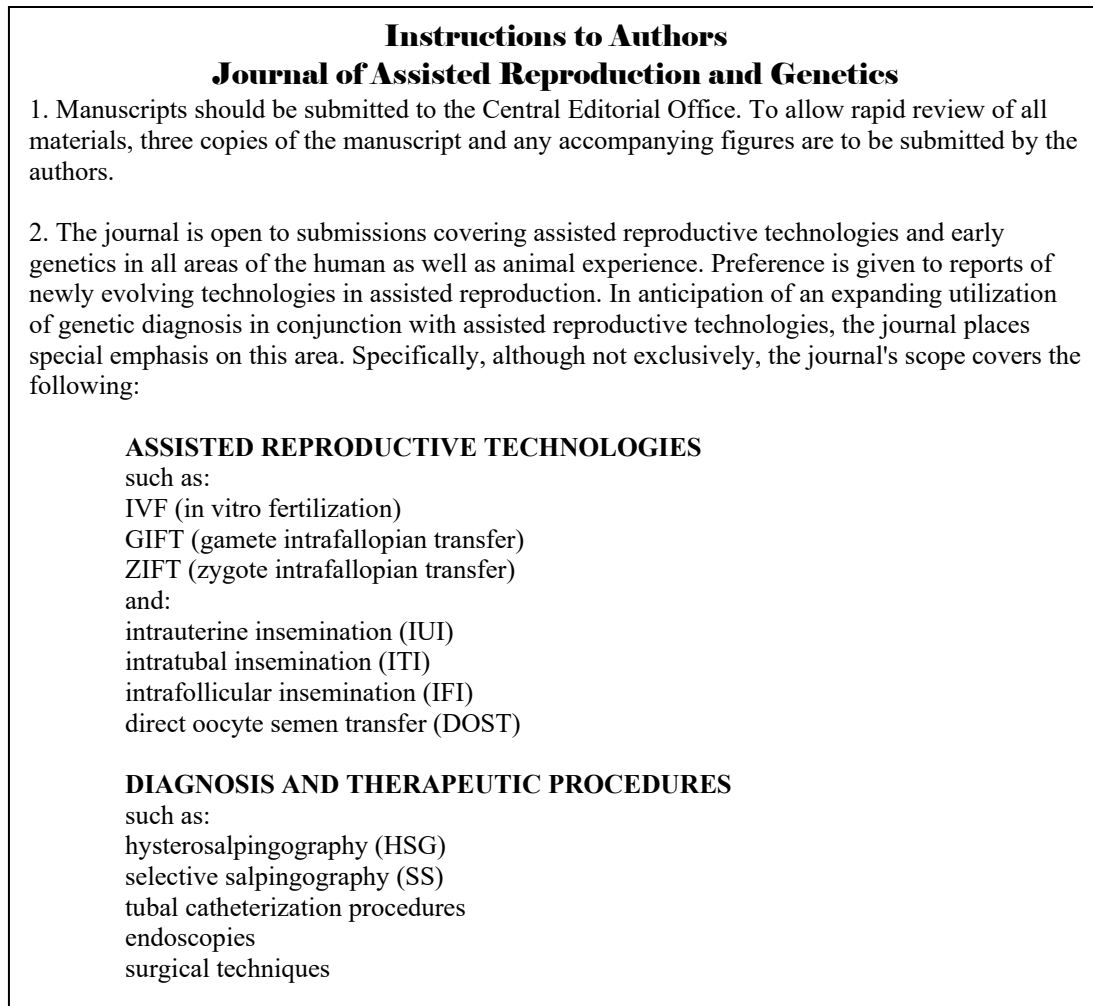 Instructions to Authors
Journal of Assisted Reproduction and Genetics
1. Manuscripts should be submitted to the Central Editorial Office. To allow rapid review of all
materials, three copies of the manuscript and any accompanying figures are to be submitted by the
authors.
2. The journal is open to submissions covering assisted reproductive technologies and early
genetics in all areas of the human as well as animal experience. Preference is given to reports of
newly evolving technologies in assisted reproduction. In anticipation of an expanding utilization
of genetic diagnosis in conjunction with assisted reproductive technologies, the journal places
special emphasis on this area. Specifically, although not exclusively, the journal's scope covers the
following:
ASSISTED REPRODUCTIVE TECHNOLOGIES
such as:
IVF (in vitro fertilization)
GIFT (gamete intrafallopian transfer)
ZIFT (zygote intrafallopian transfer)
and:
intrauterine insemination (IUI)
intratubal insemination (ITI)
intrafollicular insemination (IFI)
direct oocyte semen transfer (DOST)
DIAGNOSIS AND THERAPEUTIC PROCEDURES
such as:
hysterosalpingography (HSG)
selective salpingography (SS)
tubal catheterization procedures
endoscopies
surgical techniques